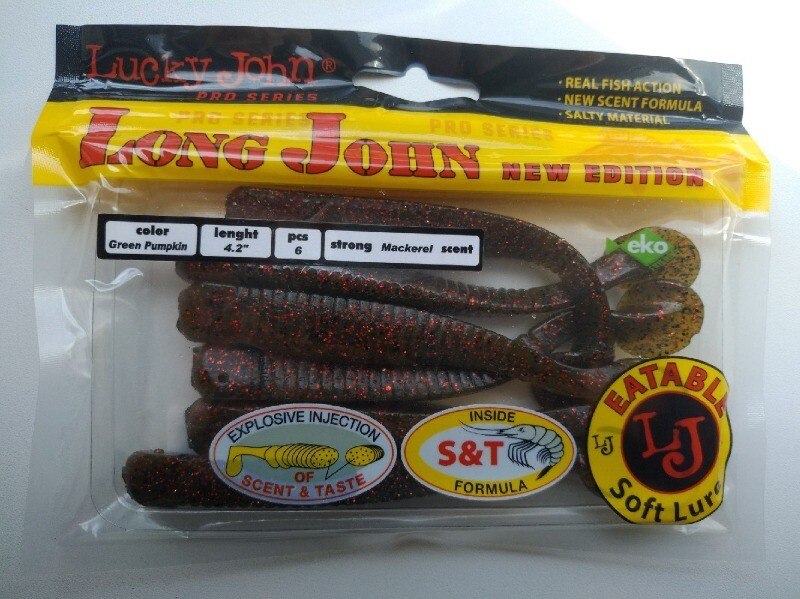 Lucky John®
PRO SERIES
· REAL FISH ACTION
· NEW SCENT FORMULA
· SALTY MATERIAL
PRO SERIES
PRO SERIES
LONG JOHN NEW EDITION
color
Green Pumpkin
lenght
4.2"
pcs
6
strong Mackerel scent
eko
EXPLOSIVE INJECTION
OF
SCENT & TASTE
INSIDE
S&T
FORMULA
EATABLE
LJ
LJ
Soft Lure